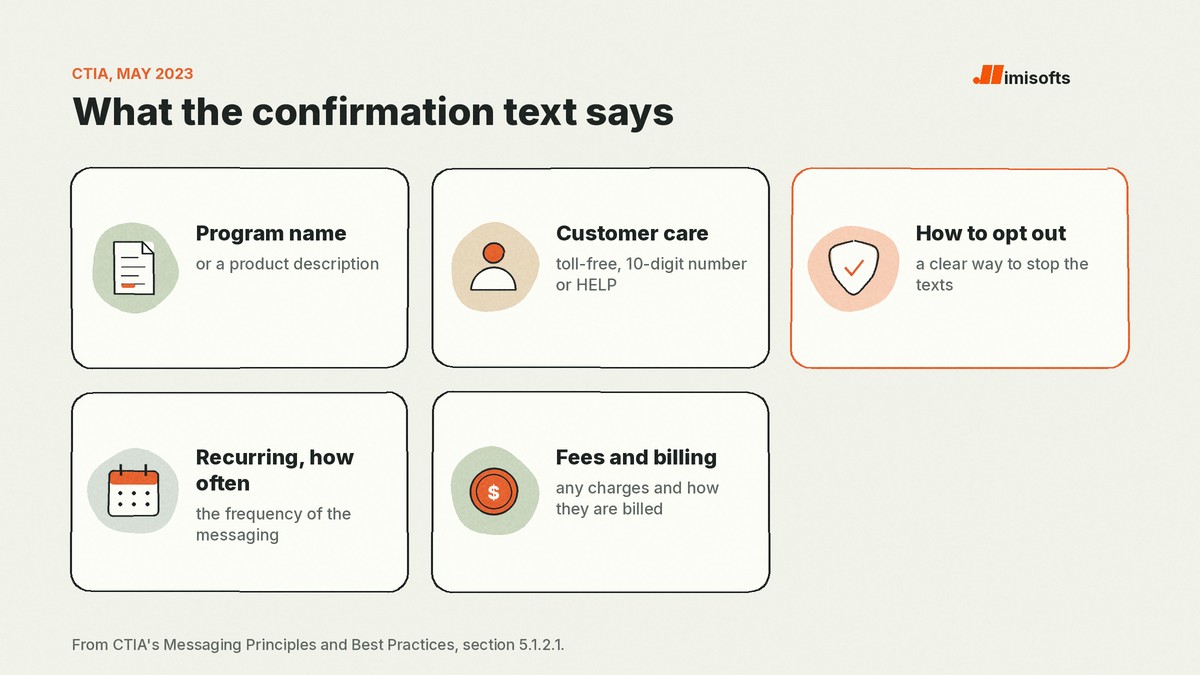 CTIA, MAY 2023
imisofts
What the confirmation text says
Program name
or a product description
Customer care
toll-free, 10-digit number
or HELP
How to opt out
a clear way to stop the
texts
Recurring, how
often
the frequency of the
messaging
Fees and billing
$
any charges and how
they are billed
From CTIA's Messaging Principles and Best Practices, section 5.1.2.1.